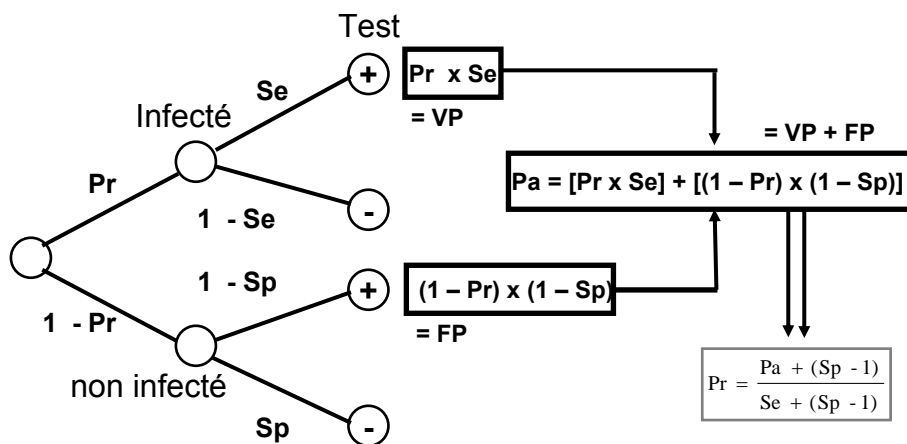 Test
+
Pr x Se
Se
= VP
Infecté
= VP + FP
Pr
Pa = [Pr x Se] + [(1 – Pr) x (1 – Sp)]
1 - Se
-
1 - Sp
+
(1 – Pr) x (1 – Sp)
1 - Pr
= FP
non infecté
Pr = Pa + (Sp - 1)
Se + (Sp - 1)
Sp
-